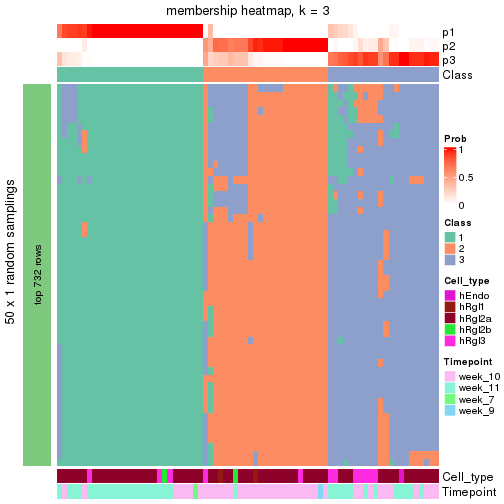 membership heatmap, k = 3
p1
p2
p3
Class
50 x 1 random samplings
top 732 rows
Prob
1
0.5
0
Class
1
2
3
Cell_type
hEndo
hRgl1
hRgl2a
hRgl2b
hRgl3
Timepoint
week_10
week_11
week_7
week_9
Cell_type
Timepoint